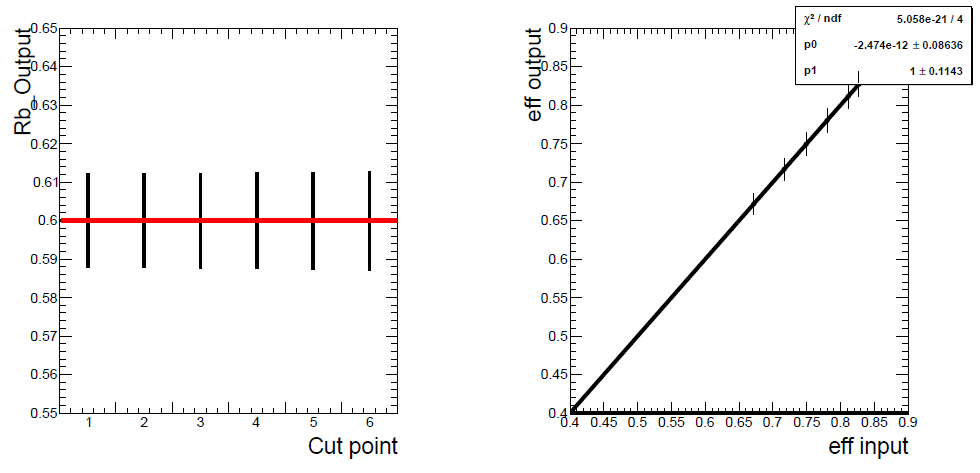 Rb_Output
0.65
0.64
0.63
0.62
0.61
0.6
0.59
0.58
0.57
0.56
0.55
1 2 3 4 5 6
Cut point
eff output
0.9
0.85
0.8
0.75
0.7
0.65
0.6
0.55
0.5
0.45
0.4
0.4 0.45 0.5 0.55 0.6 0.65 0.7 0.75 0.8 0.85 0.9
eff input
χ² / ndf 5.058e-21 / 4
p0 -2.474e-12 ± 0.08636
p1 1 ± 0.1143